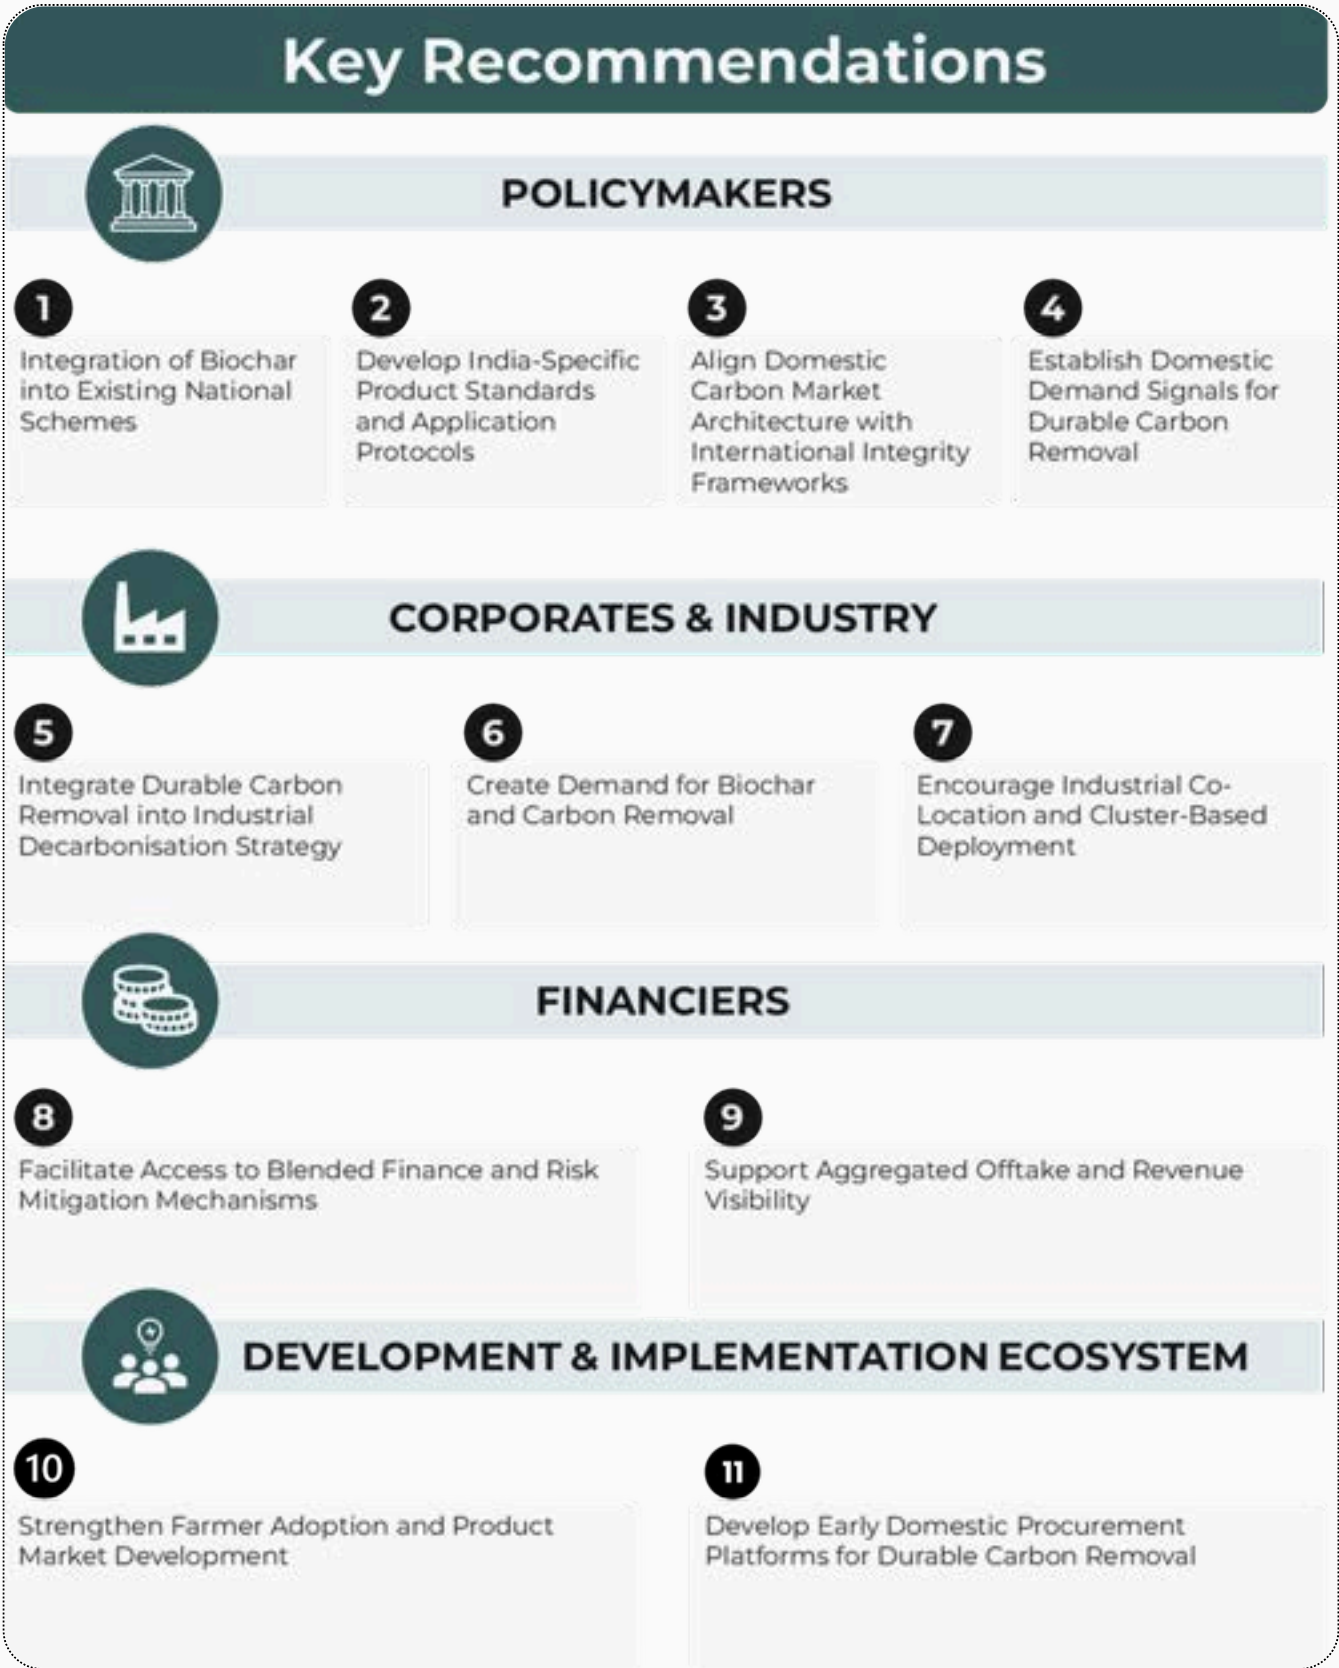 Key Recommendations
POLICYMAKERS
1
Integration of Biochar
into Existing National
Schemes
2
Develop India-Specific
Product Standards
and Application
Protocols
3
Align Domestic
Carbon Market
Architecture with
International Integrity
Frameworks
4
Establish Domestic
Demand Signals for
Durable Carbon
Removal
CORPORATES & INDUSTRY
5
Integrate Durable Carbon
Removal into Industrial
Decarbonisation Strategy
6
Create Demand for Biochar
and Carbon Removal
7
Encourage Industrial Co-
Location and Cluster-Based
Deployment
FINANCIERS
8
Facilitate Access to Blended Finance and Risk
Mitigation Mechanisms
9
Support Aggregated Offtake and Revenue
Visibility
DEVELOPMENT & IMPLEMENTATION ECOSYSTEM
10
Strengthen Farmer Adoption and Product
Market Development
11
Develop Early Domestic Procurement
Platforms for Durable Carbon Removal